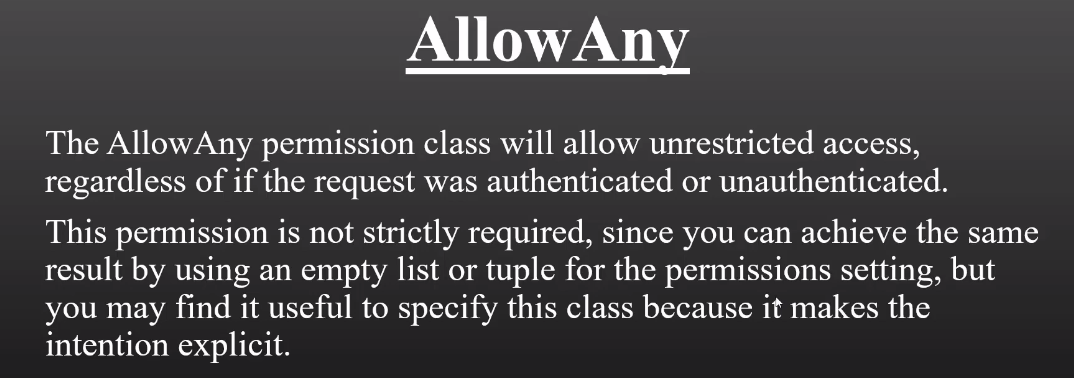 AllowAny
The AllowAny permission class will allow unrestricted access,
regardless of if the request was authenticated or unauthenticated.
This permission is not strictly required, since you can achieve the same
result by using an empty list or tuple for the permissions setting, but
you may find it useful to specify this class because it makes the
intention explicit.